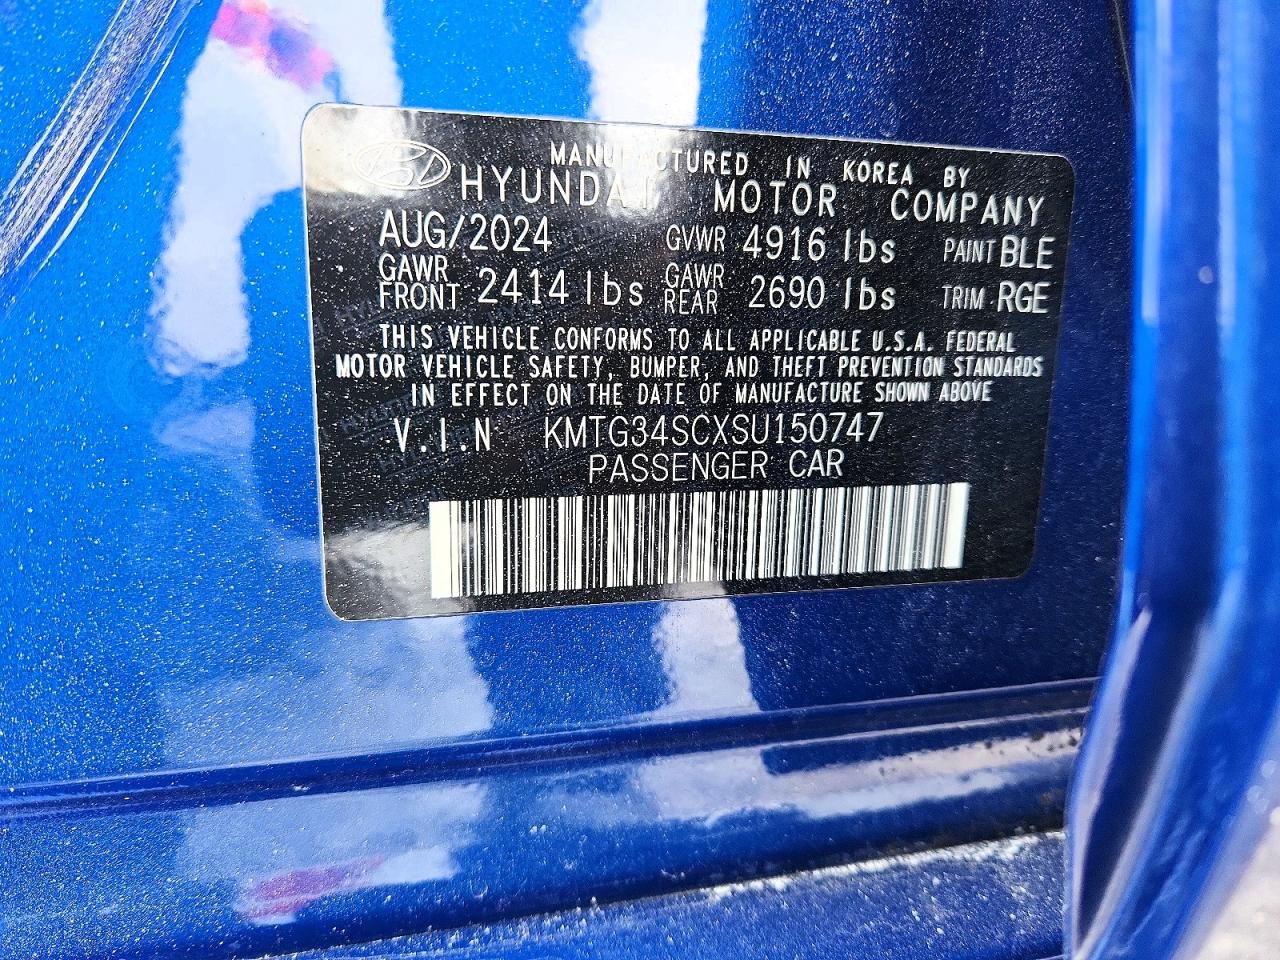 MANUFACTURED IN KOREA BY
HYUNDAI MOTOR COMPANY
AUG/2024 GVWR 4916 lbs PAINT BLE
GAWR FRONT 2414 lbs GAWR REAR 2690 lbs TRIM RGE
THIS VEHICLE CONFORMS TO ALL APPLICABLE U.S.A. FEDERAL
MOTOR VEHICLE SAFETY, BUMPER, AND THEFT PREVENTION STANDARDS
IN EFFECT ON THE DATE OF MANUFACTURE SHOWN ABOVE
V.I.N KMTG34SCXSU150747
PASSENGER CAR